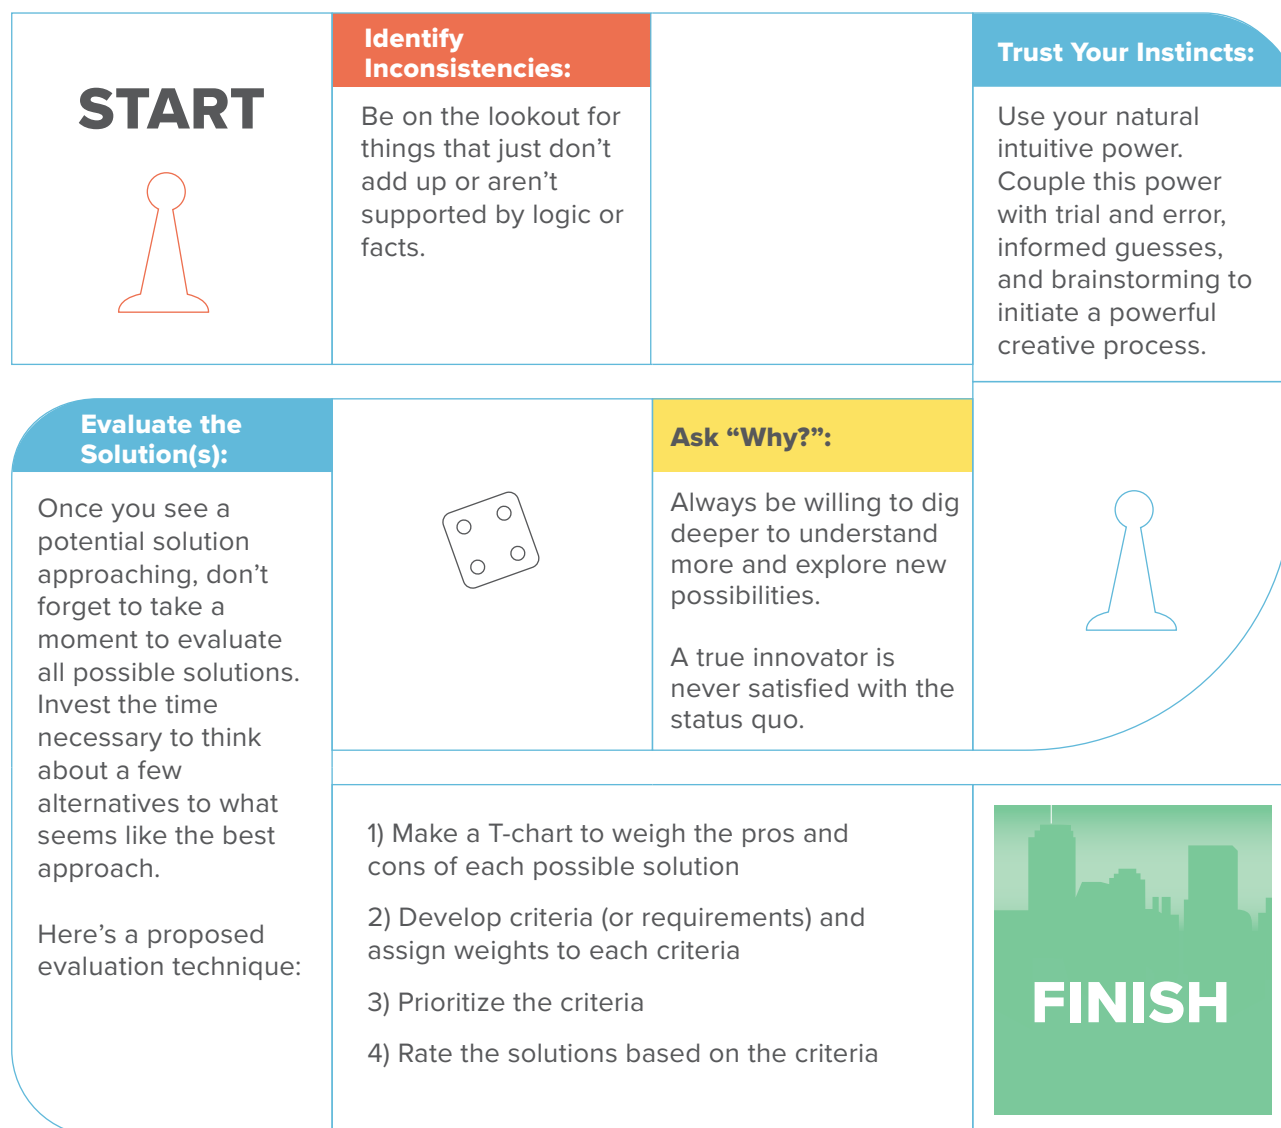 START
Identify
Inconsistencies:
Be on the lookout for
things that just don’t
add up or aren’t
supported by logic or
facts.
Trust Your Instincts:
Use your natural
intuitive power.
Couple this power
with trial and error,
informed guesses,
and brainstorming to
initiate a powerful
creative process.
Ask “Why?”:
Always be willing to dig
deeper to understand
more and explore new
possibilities.
A true innovator is
never satisfied with the
status quo.
Evaluate the
Solution(s):
Once you see a
potential solution
approaching, don’t
forget to take a
moment to evaluate
all possible solutions.
Invest the time
necessary to think
about a few
alternatives to what
seems like the best
approach.
Here’s a proposed
evaluation technique:
1) Make a T-chart to weigh the pros and
cons of each possible solution
2) Develop criteria (or requirements) and
assign weights to each criteria
3) Prioritize the criteria
4) Rate the solutions based on the criteria
FINISH